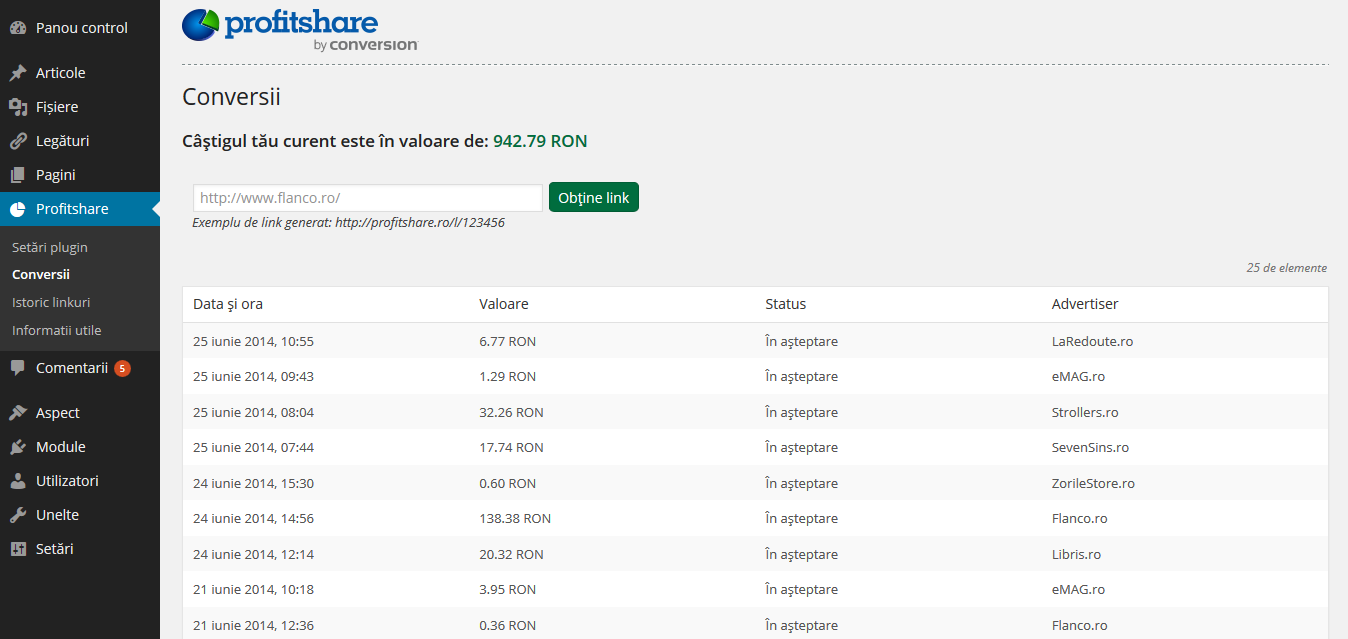 Panou control
Articole
Fișiere
Legături
Pagini
Profitshare
Setări plugin
Conversii
Istoric linkuri
Informatii utile
Comentarii 5
Aspect
Module
Utilizatori
Unelte
Setări
profitshare
by conversion
Conversii
Câştigul tău curent este în valoare de: 942.79 RON
http://www.flanco.ro/ Obţine link
Exemplu de link generat: http://profitshare.ro/l/123456
25 de elemente
Data şi ora Valoare Status Advertiser
25 iunie 2014, 10:55 6.77 RON În aşteptare LaRedoute.ro
25 iunie 2014, 09:43 1.29 RON În aşteptare eMAG.ro
25 iunie 2014, 08:04 32.26 RON În aşteptare Strollers.ro
25 iunie 2014, 07:44 17.74 RON În aşteptare SevenSins.ro
24 iunie 2014, 15:30 0.60 RON În aşteptare ZorileStore.ro
24 iunie 2014, 14:56 138.38 RON În aşteptare Flanco.ro
24 iunie 2014, 12:14 20.32 RON În aşteptare Libris.ro
21 iunie 2014, 10:18 3.95 RON În aşteptare eMAG.ro
21 iunie 2014, 12:36 0.36 RON În aşteptare Flanco.ro